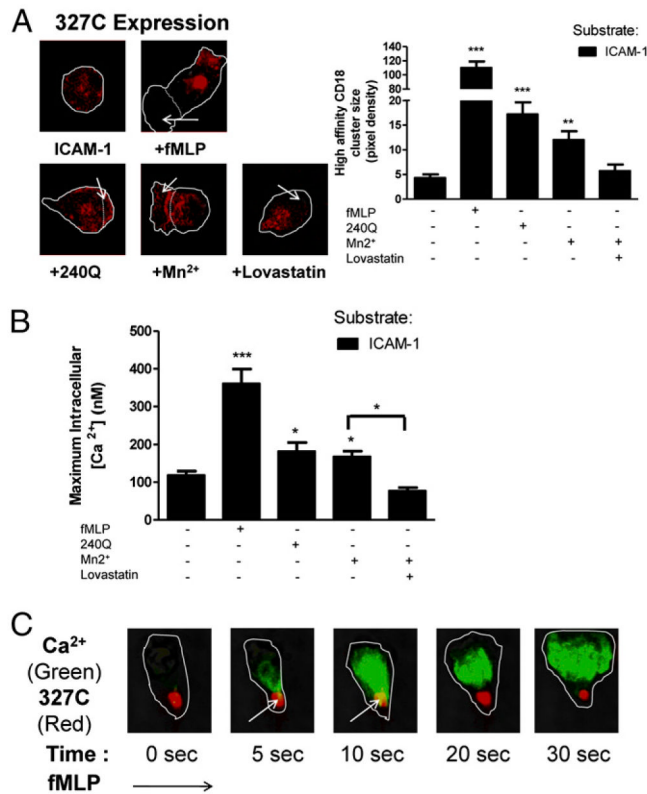 A
327C Expression
ICAM-1
+fMLP
+240Q
+Mn2+
+Lovastatin
Substrate:
ICAM-1
High affinity CD18
cluster size
(pixel density)
140
120
100
80
60
20
15
10
5
0
***
***
**
fMLP - + - - -
240Q - - + - -
Mn2+ - - - + +
Lovastatin - - - - +
B
Substrate:
ICAM-1
Maximum Intracellular
[Ca 2+] (nM)
500
400
300
200
100
0
***
*
*
*
fMLP - + - - -
240Q - - + - -
Mn2+ - - - + +
Lovastatin - - - - +
C
Ca2+
(Green)
327C
(Red)
Time : 0 sec 5 sec 10 sec 20 sec 30 sec
fMLP